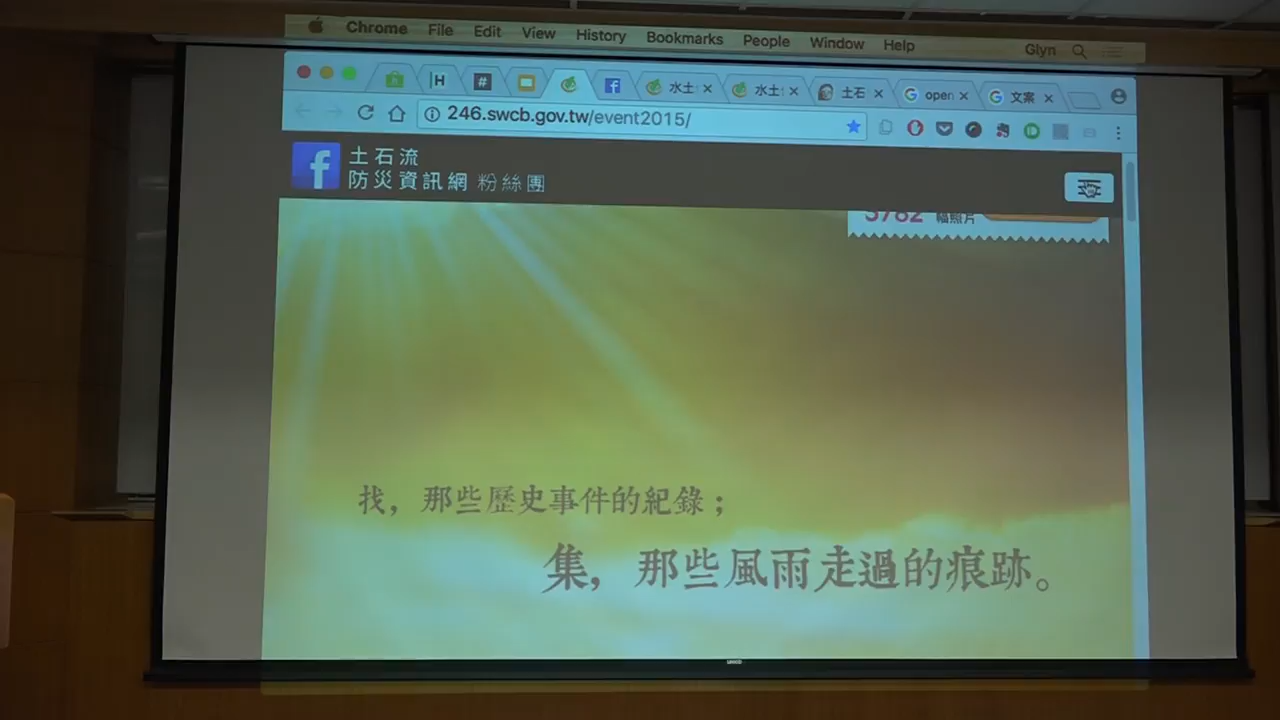 Chrome File Edit View History Bookmarks People Window Help Glyn
H # f 水土 水土 土石 open 文案
246.swcb.gov.tw/event2015/
f 土石流
防災資訊網 粉絲團
3782 幅照片
找，那些歷史事件的紀錄；
集，那些風雨走過的痕跡。